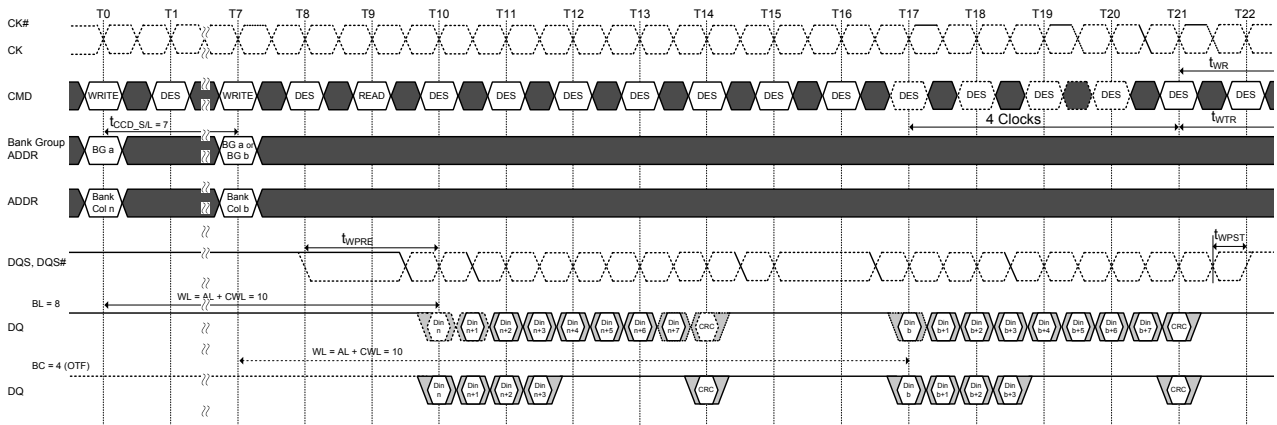 T0 T1 T7 T8 T9 T10 T11 T12 T13 T14 T15 T16 T17 T18 T19 T20 T21 T22
CK#
CK
tWR
CMD WRITE DES WRITE DES READ DES DES DES DES DES DES DES DES DES DES DES DES DES
tCCD_S/L = 7
4 Clocks
tWTR
Bank Group
ADDR
BG a
BG a or
BG b
ADDR
Bank
Col n
Bank
Col b
tWPRE
tWPST
DQS, DQS#
BL = 8
WL = AL + CWL = 10
DQ
Din
n
Din
n+1
Din
n+2
Din
n+3
Din
n+4
Din
n+5
Din
n+6
Din
n+7
CRC
Din
b
Din
b+1
Din
b+2
Din
b+3
Din
b+4
Din
b+5
Din
b+6
Din
b+7
CRC
BC = 4 (OTF)
WL = AL + CWL = 10
DQ
Din
n
Din
n+1
Din
n+2
Din
n+3
CRC
Din
b
Din
b+1
Din
b+2
Din
b+3
CRC